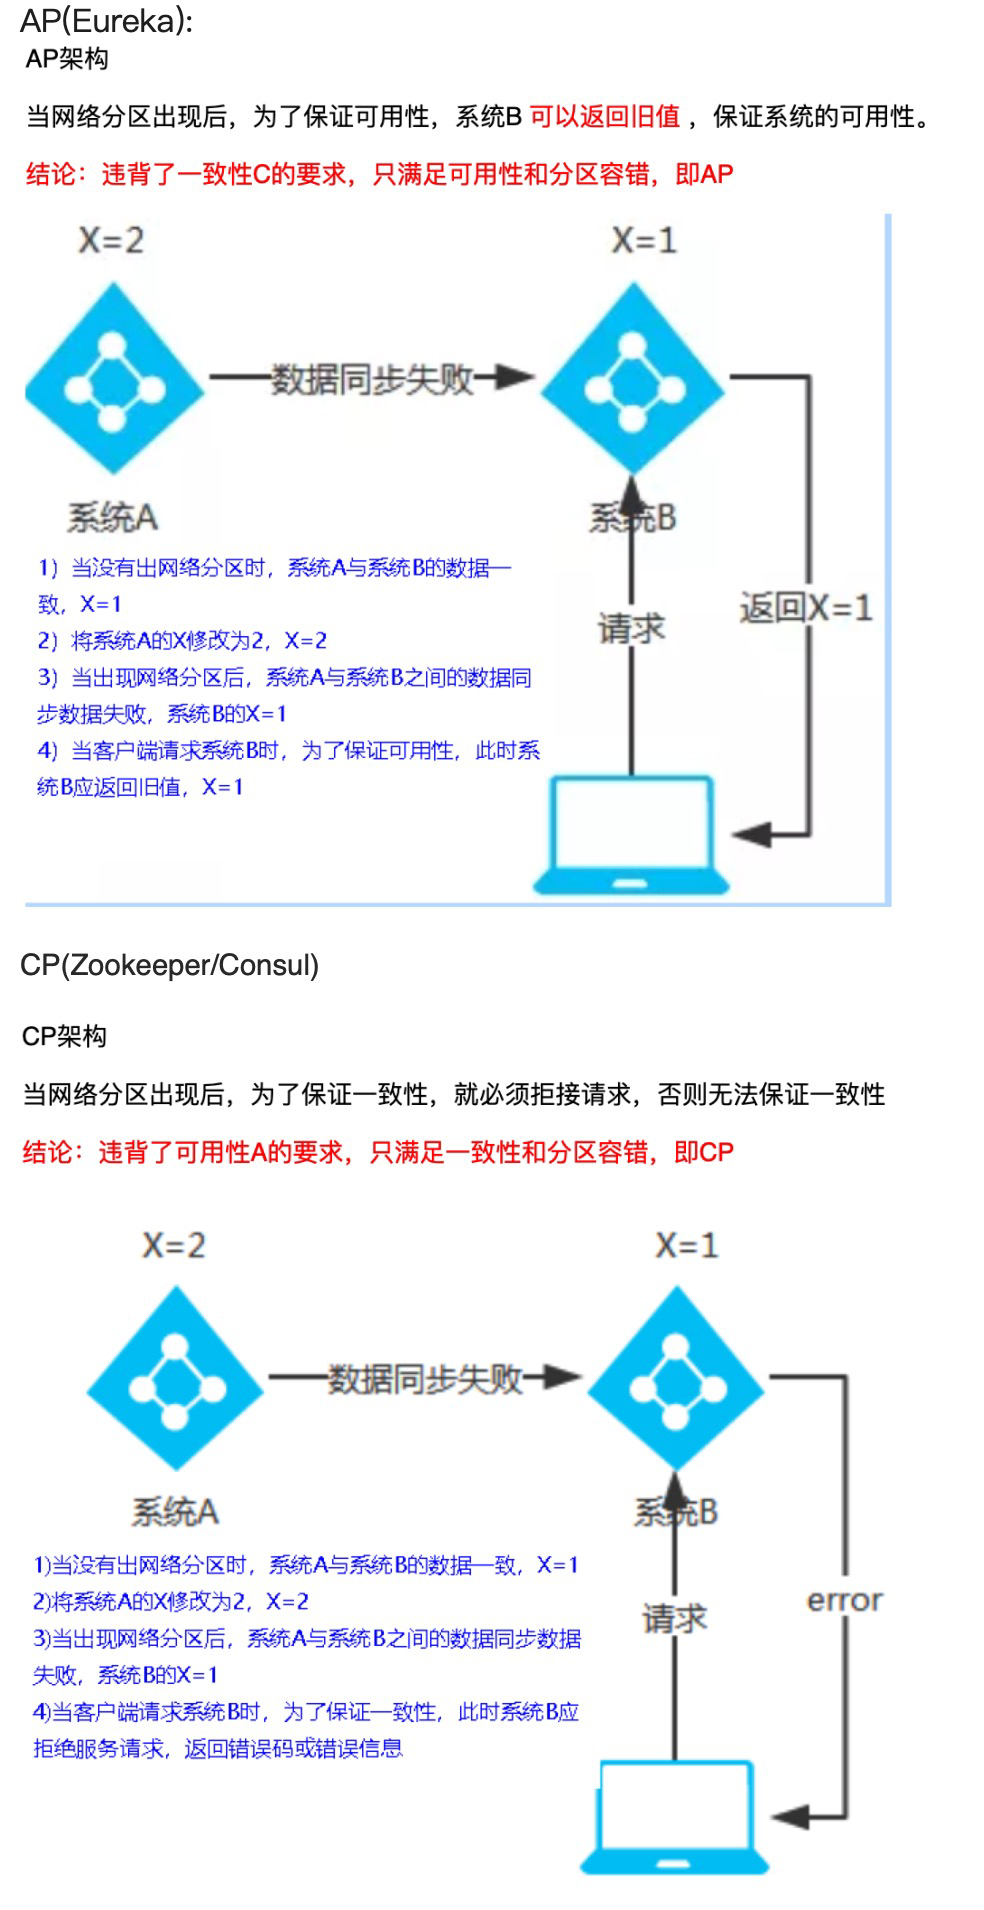 AP(Eureka):
AP架构
当网络分区出现后，为了保证可用性，系统B 可以返回旧值 ，保证系统的可用性。
结论：违背了一致性C的要求，只满足可用性和分区容错，即AP
X=2
X=1
数据同步失败
系统A
系统B
1）当没有出网络分区时，系统A与系统B的数据一
致，X=1
2）将系统A的X修改为2，X=2
3）当出现网络分区后，系统A与系统B之间的数据同
步数据失败，系统B的X=1
4）当客户端请求系统B时，为了保证可用性，此时系
统B应返回旧值，X=1
请求
返回X=1
CP(Zookeeper/Consul)
CP架构
当网络分区出现后，为了保证一致性，就必须拒接请求，否则无法保证一致性
结论：违背了可用性A的要求，只满足一致性和分区容错，即CP
X=2
X=1
数据同步失败
系统A
系统B
1)当没有出网络分区时，系统A与系统B的数据一致，X=1
2)将系统A的X修改为2，X=2
3)当出现网络分区后，系统A与系统B之间的数据同步数据
失败，系统B的X=1
4)当客户端请求系统B时，为了保证一致性，此时系统B应
拒绝服务请求，返回错误码或错误信息
请求
error